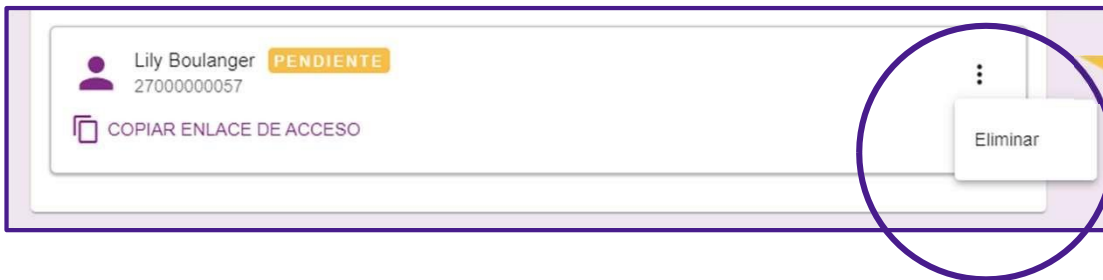 Lily Boulanger PENDIENTE
27000000057
COPIAR ENLACE DE ACCESO
Eliminar